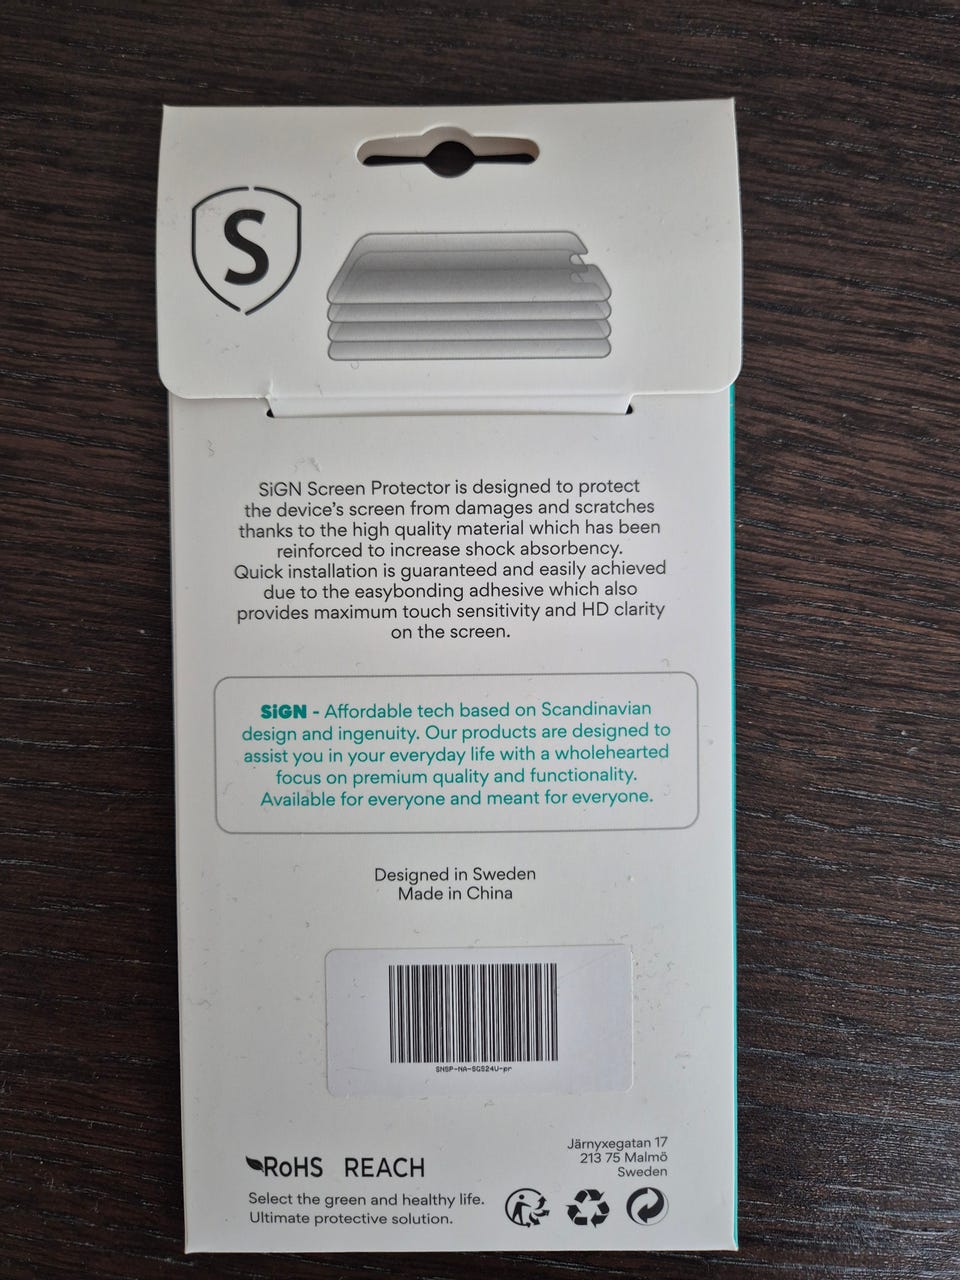 S
SiGN Screen Protector is designed to protect
the device's screen from damages and scratches
thanks to the high quality material which has been
reinforced to increase shock absorbency.
Quick installation is guaranteed and easily achieved
due to the easybonding adhesive which also
provides maximum touch sensitivity and HD clarity
on the screen.
SiGN - Affordable tech based on Scandinavian
design and ingenuity. Our products are designed to
assist you in your everyday life with a wholehearted
focus on premium quality and functionality.
Available for everyone and meant for everyone.
Designed in Sweden
Made in China
SNSP-NA-SGS24U-pr
RoHS REACH
Select the green and healthy life.
Ultimate protective solution.
Järnyxegatan 17
213 75 Malmö
Sweden